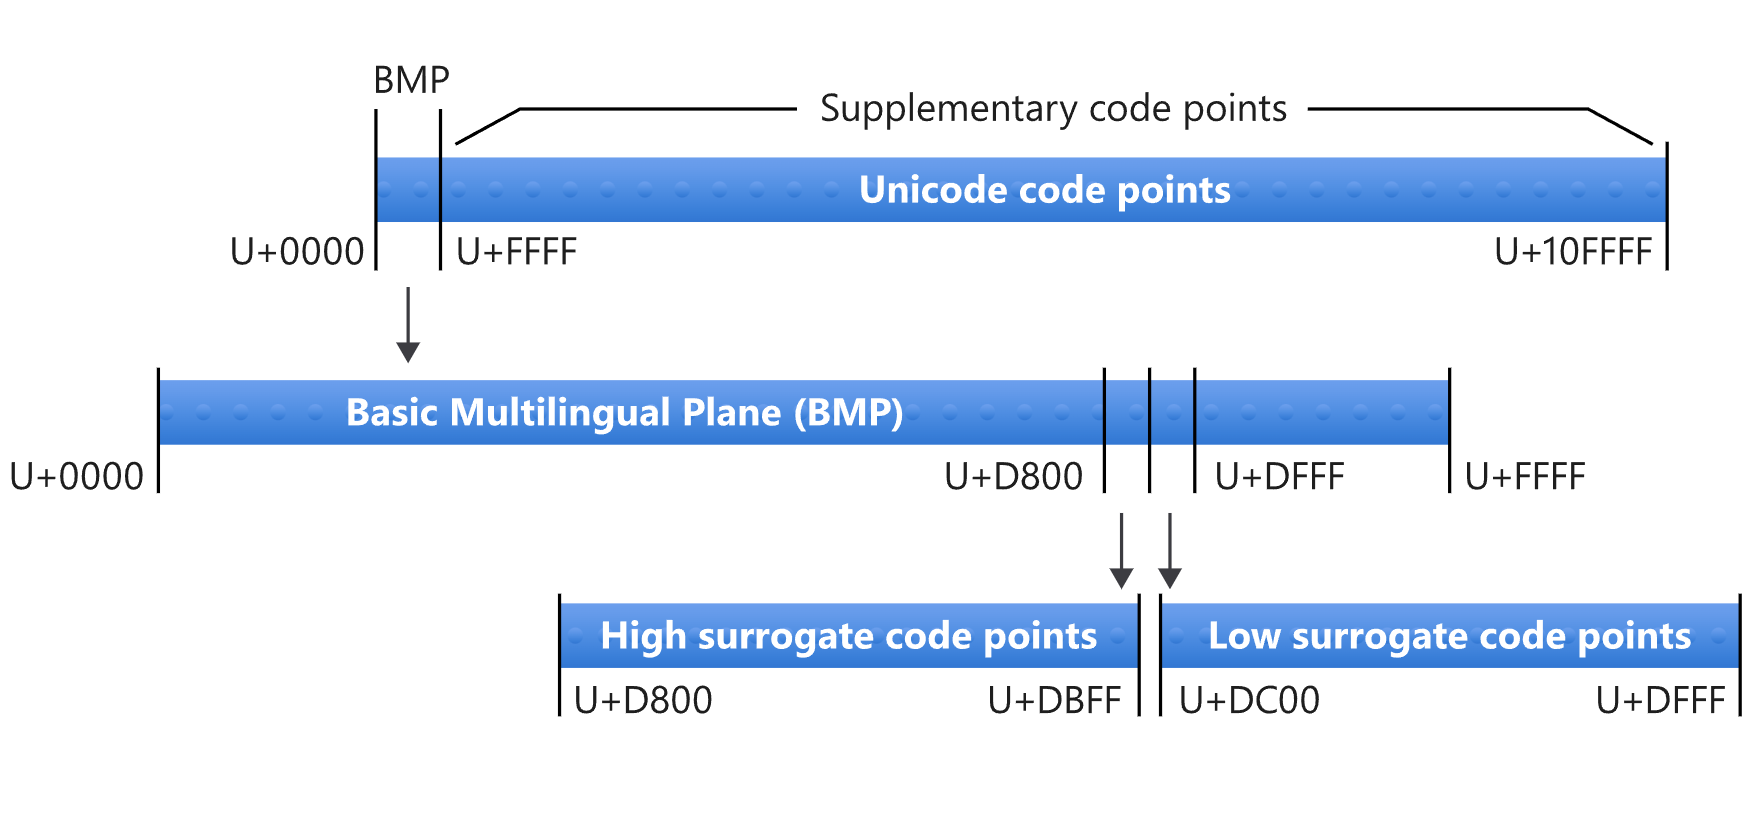 BMP
Supplementary code points
Unicode code points
U+0000
U+FFFF
U+10FFFF
Basic Multilingual Plane (BMP)
U+0000
U+D800
U+DFFF
U+FFFF
High surrogate code points
Low surrogate code points
U+D800
U+DBFF
U+DC00
U+DFFF